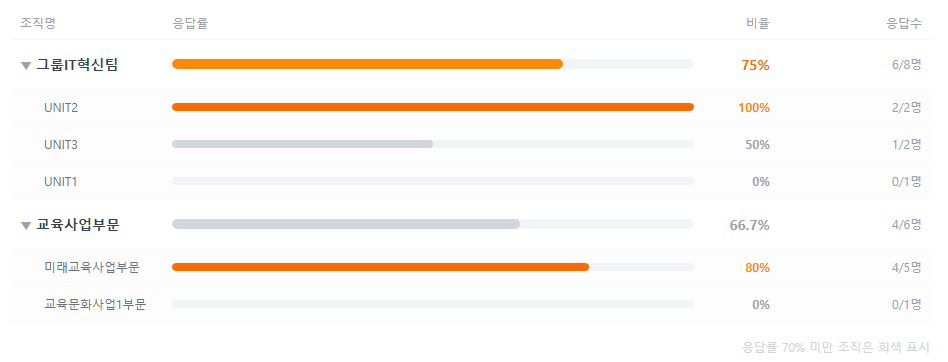 조직명 응답률 비율 응답수
▼ 그룹IT혁신팀 75% 6/8명
UNIT2 100% 2/2명
UNIT3 50% 1/2명
UNIT1 0% 0/1명
▼ 교육사업부문 66.7% 4/6명
미래교육사업부문 80% 4/5명
교육문화사업1부문 0% 0/1명
응답률 70% 미만 조직은 회색 표시